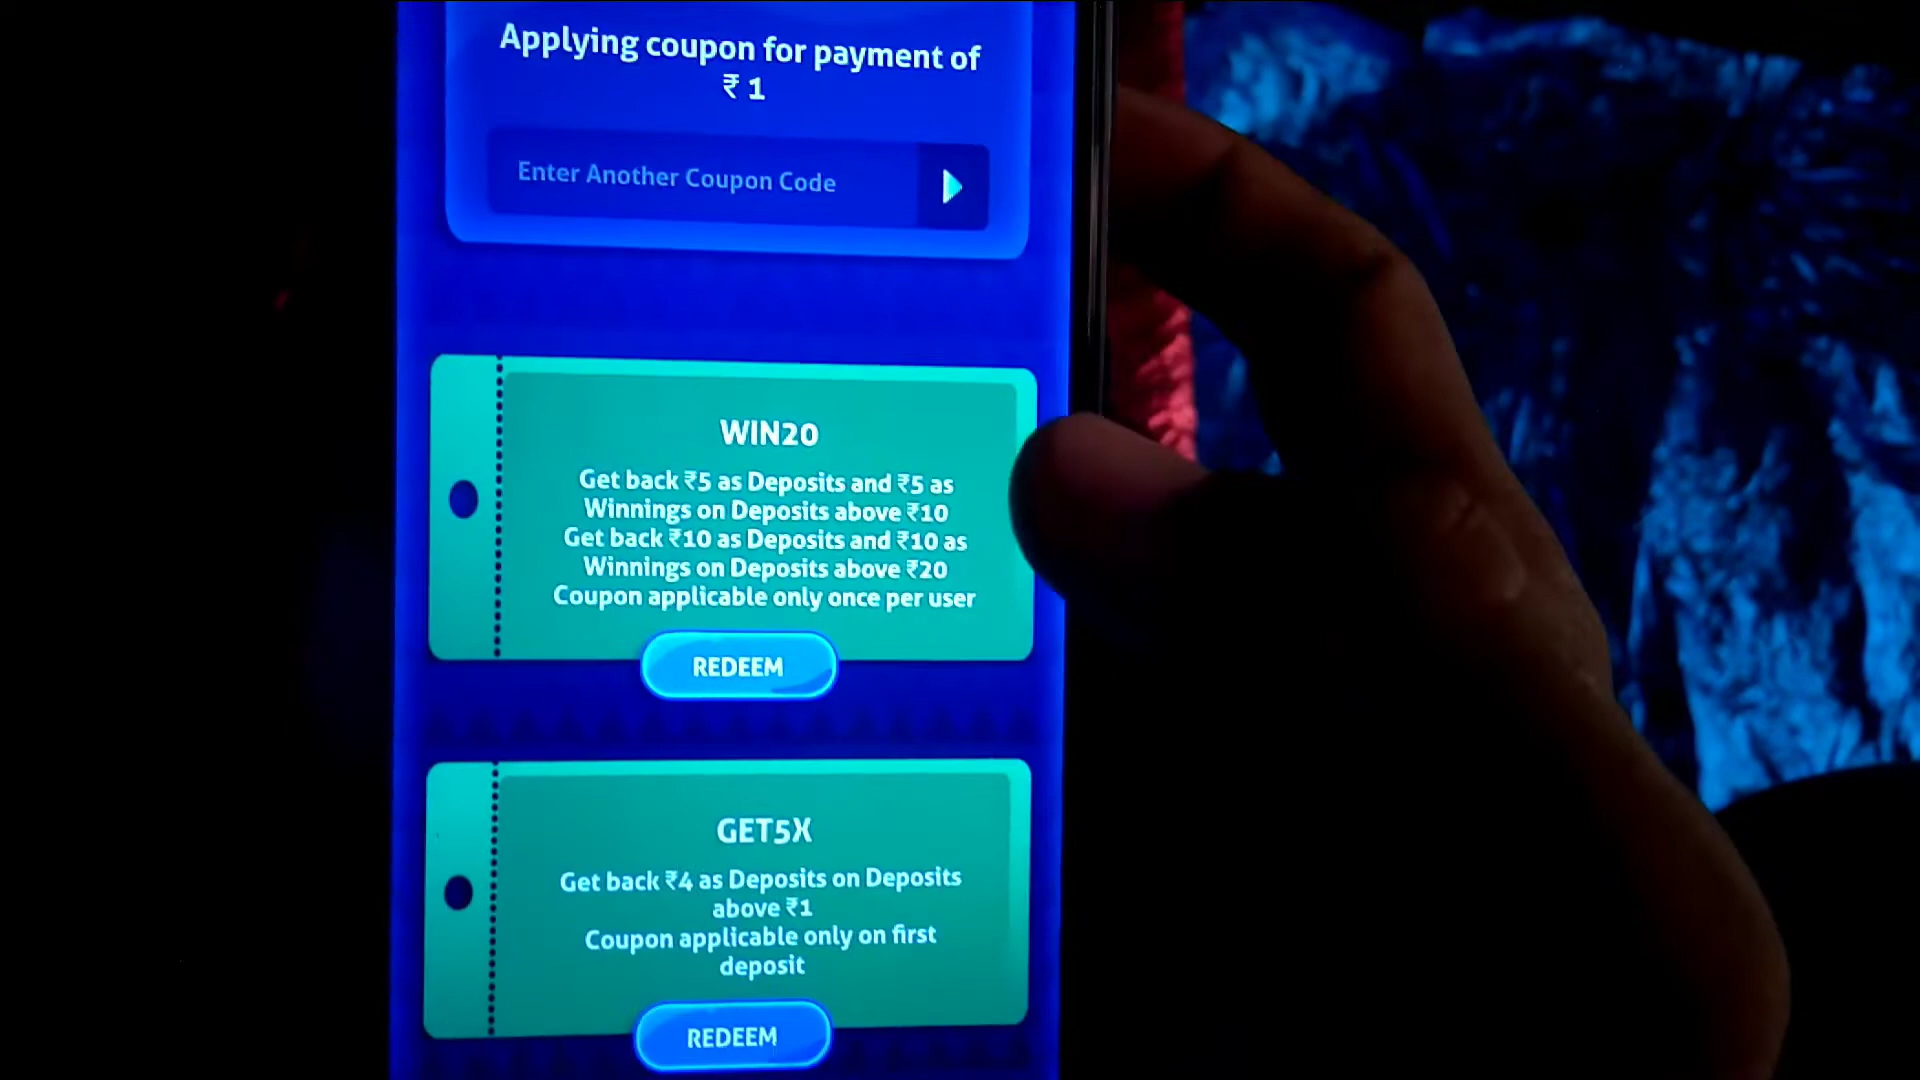 Applying coupon for payment of
₹ 1
Enter Another Coupon Code
WIN20
Get back ₹5 as Deposits and ₹5 as
Winnings on Deposits above ₹10
Get back ₹10 as Deposits and ₹10 as
Winnings on Deposits above ₹20
Coupon applicable only once per user
REDEEM
GET5X
Get back ₹4 as Deposits on Deposits
above ₹1
Coupon applicable only on first
deposit
REDEEM